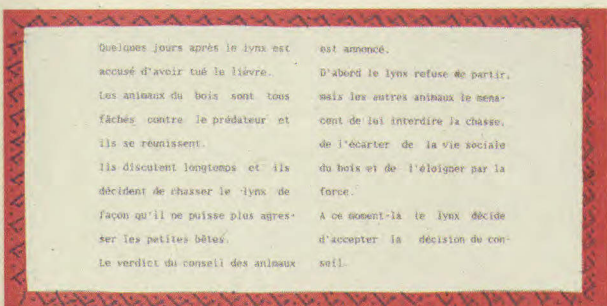 Quelques jours après le lynx est
accusé d'avoir tué le lièvre.
Les animaux du bois sont tous
fâchés contre le prédateur et
ils se réunissent.
Ils discutent longtomps et ils
décident de chasser le lynx de
façon qu'il ne puisse plus agres-
ser les petites bêtes.
Le verdict du conseil des animaux
est annoncé.
D'abord le lynx refuse de partir,
mais les autres animaux le mena-
cent de lui interdire la chasse,
de l'écarter de la vie sociale
du bois et de l'éloigner par la
force.
A ce moment-là le lynx décide
d'accepter la décision du con-
seil.